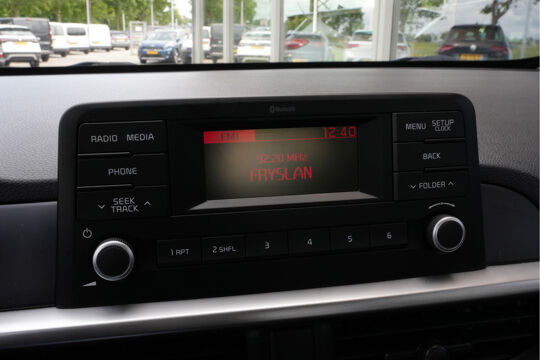 Bluetooth
RADIO MEDIA
PHONE
SEEK
TRACK
FM1 12:40
92.20 MHz
FRYSLAN
MENU SETUP
CLOCK
BACK
FOLDER
1 RPT 2 SHFL 3 4 5 6